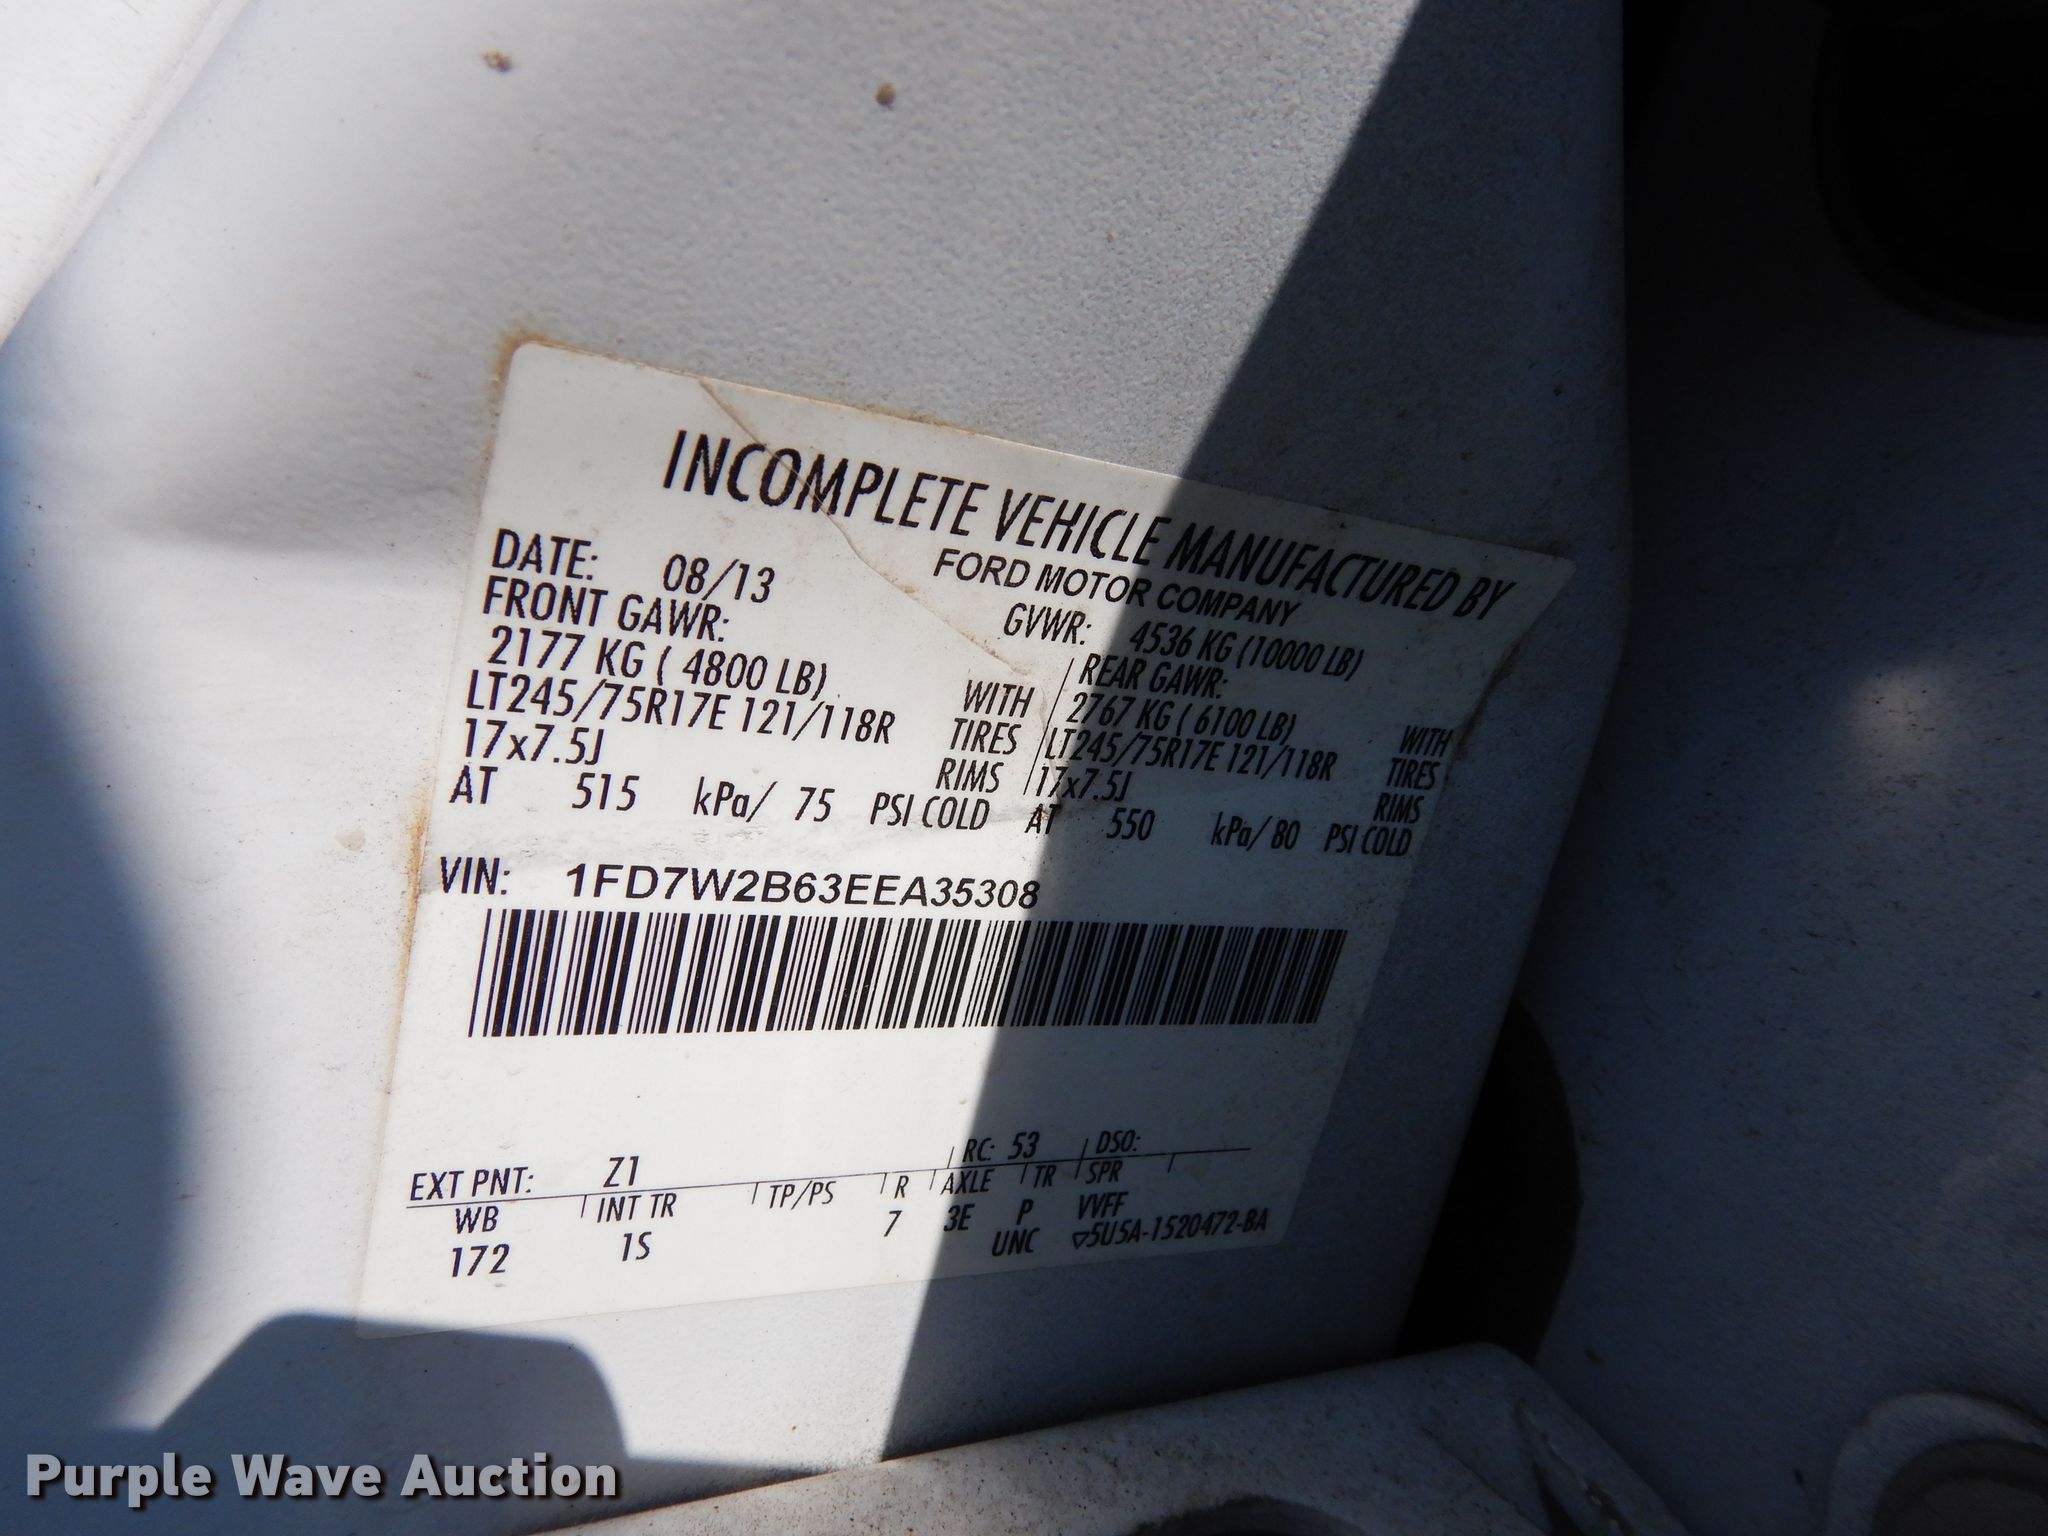 INCOMPLETE VEHICLE MANUFACTURED BY
FORD MOTOR COMPANY
DATE: 08/13 GVWR: 4536 KG (10000 LB)
FRONT GAWR: REAR GAWR:
2177 KG ( 4800 LB) WITH 2767 KG ( 6100 LB) WITH
LT245/75R17E 121/118R TIRES LT245/75R17E 121/118R TIRES
17x7.5J RIMS 17x7.5J RIMS
AT 515 kPa/ 75 PSI COLD AT 550 kPa/ 80 PSI COLD
VIN: 1FD7W2B63EEA35308
EXT PNT: Z1 RC: 53 DSO:
WB INT TR TP/PS R AXLE TR SPR
172 1S 7 3E P VVFF
UNC ▽5U5A-1520472-BA
Purple Wave Auction